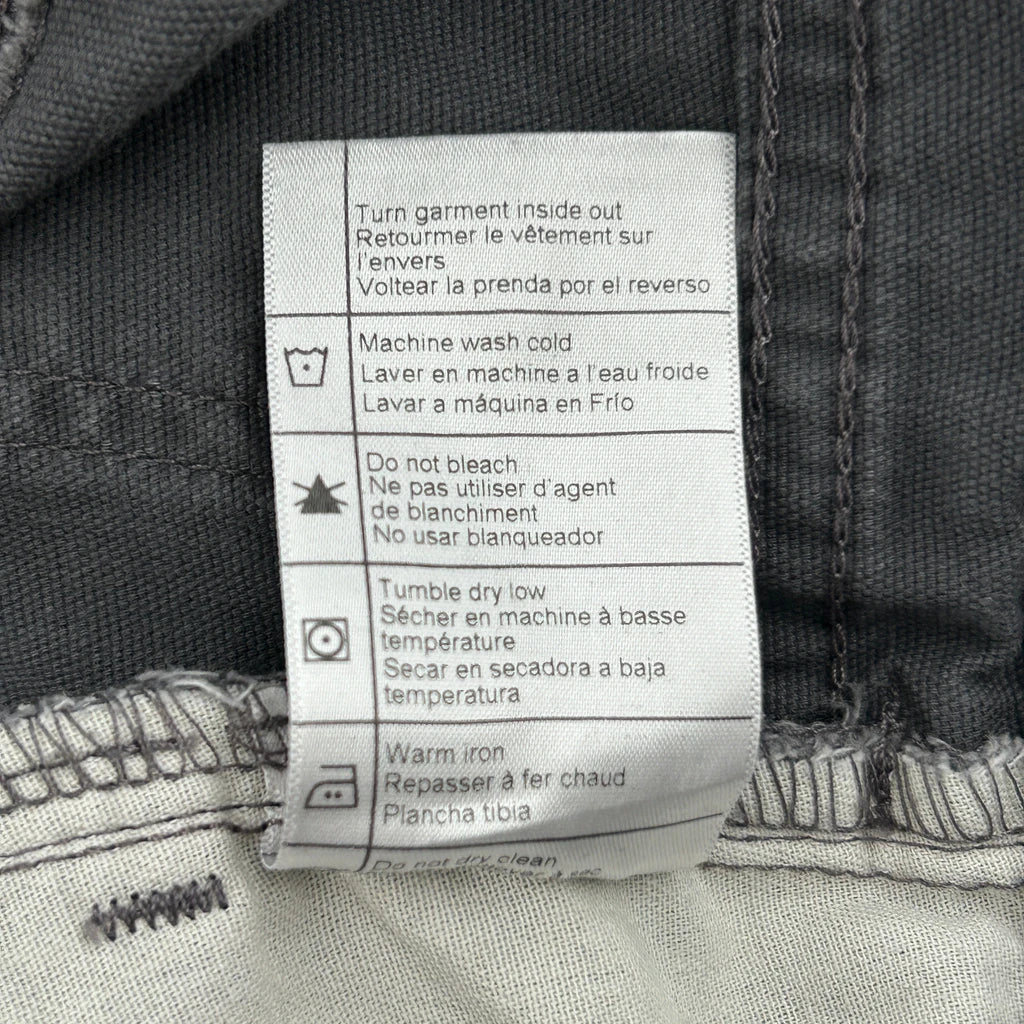 Turn garment inside out
Retourmer le vêtement sur
l'envers
Voltear la prenda por el reverso
Machine wash cold
Laver en machine a l'eau froide
Lavar a máquina en Frío
Do not bleach
Ne pas utiliser d'agent
de blanchiment
No usar blanqueador
Tumble dry low
Sécher en machine à basse
température
Secar en secadora a baja
temperatura
Warm iron
Repasser à fer chaud
Plancha tibia
Do not dry clean
à sec